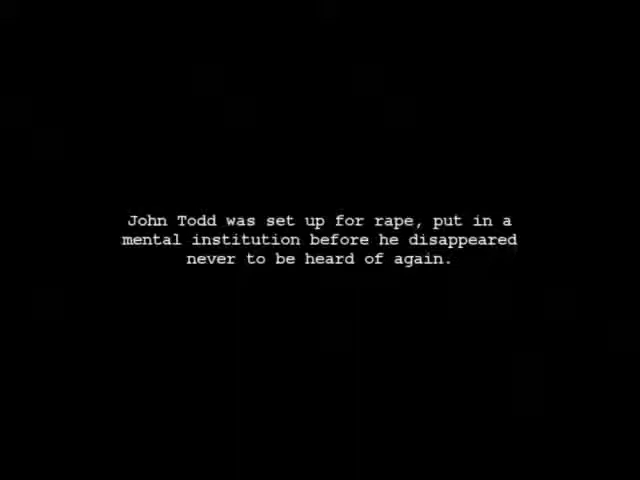 John Todd was set up for rape, put in a
mental institution before he disappeared
never to be heard of again.